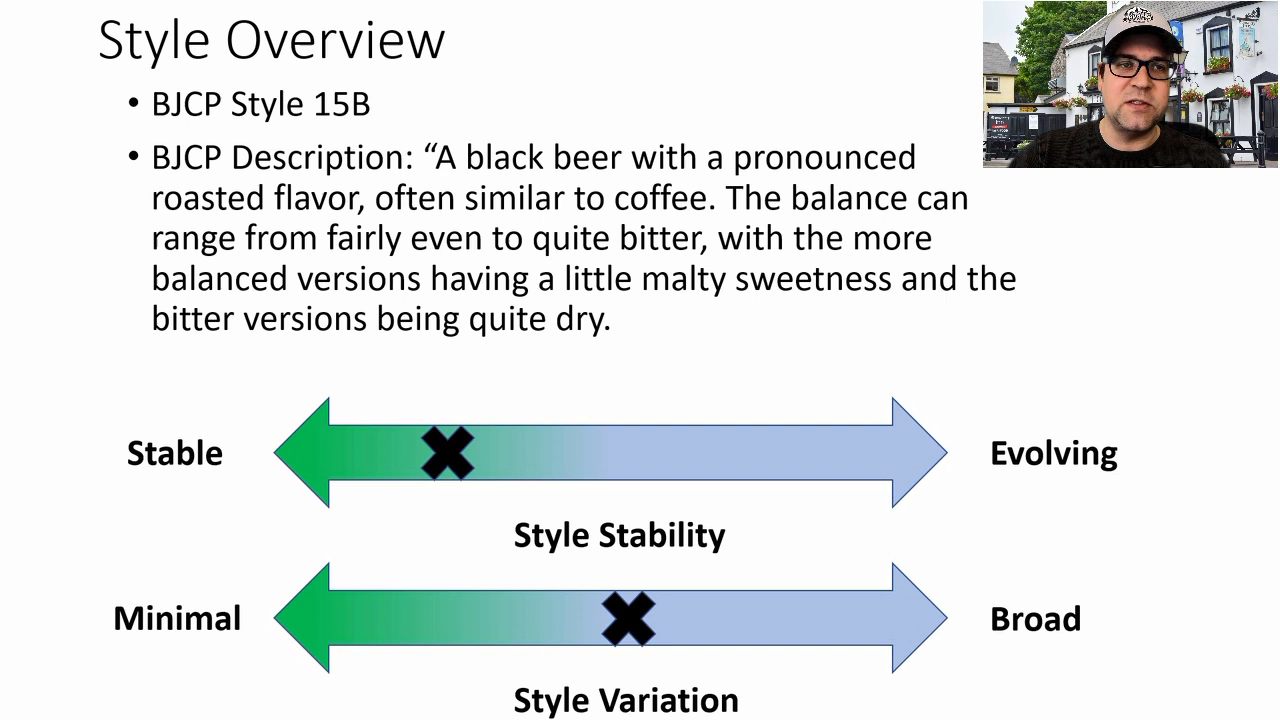 Style Overview
• BJCP Style 15B
• BJCP Description: “A black beer with a pronounced
roasted flavor, often similar to coffee. The balance can
range from fairly even to quite bitter, with the more
balanced versions having a little malty sweetness and the
bitter versions being quite dry.
Stable
Evolving
Style Stability
Minimal
Broad
Style Variation